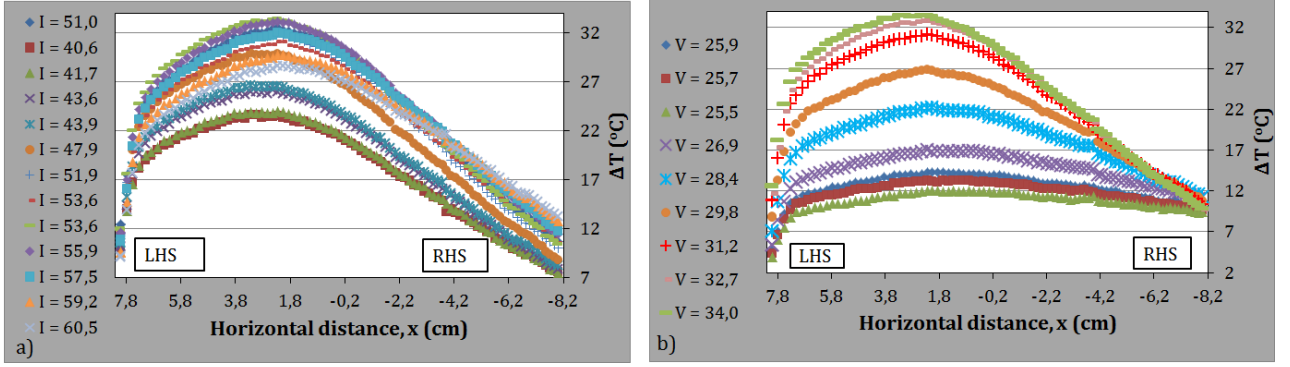 I = 51,0
I = 40,6
I = 41,7
I = 43,6
I = 43,9
I = 47,9
I = 51,9
I = 53,6
I = 53,6
I = 55,9
I = 57,5
I = 59,2
I = 60,5
a)
LHS
RHS
32
27
22
17
12
7
ΔT (°C)
7,8 5,8 3,8 1,8 -0,2 -2,2 -4,2 -6,2 -8,2
Horizontal distance, x (cm)
V = 25,9
V = 25,7
V = 25,5
V = 26,9
V = 28,4
V = 29,8
V = 31,2
V = 32,7
V = 34,0
b)
LHS
RHS
32
27
22
17
12
7
2
ΔT (°C)
7,8 5,8 3,8 1,8 -0,2 -2,2 -4,2 -6,2 -8,2
Horizontal distance, x (cm)